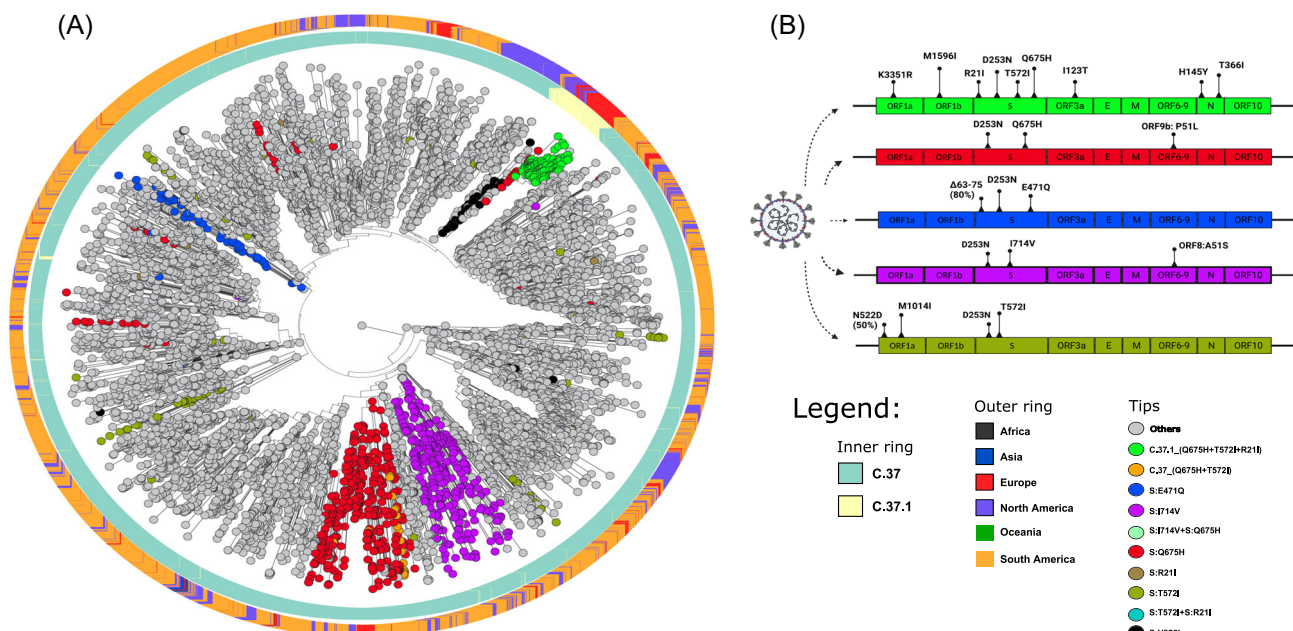 (A)
(B)
K3351R
M1596I
R21I
D253N
T572I
Q675H
I123T
H145Y
T366I
ORF1a
ORF1b
S
ORF3a
E
M
ORF6-9
N
ORF10
D253N
Q675H
ORF9b: P51L
ORF1a
ORF1b
S
ORF3a
E
M
ORF6-9
N
ORF10
Δ63-75
(80%)
D253N
E471Q
ORF1a
ORF1b
S
ORF3a
E
M
ORF6-9
N
ORF10
D253N
I714V
ORF8:A51S
ORF1a
ORF1b
S
ORF3a
E
M
ORF6-9
N
ORF10
N522D
(50%)
M1014I
D253N
T572I
ORF1a
ORF1b
S
ORF3a
E
M
ORF6-9
N
ORF10
Legend:
Inner ring
C.37
C.37.1
Outer ring
Africa
Asia
Europe
North America
Oceania
South America
Tips
Others
C.37.1_(Q675H+T572I+R21I)
C.37_(Q675H+T572I)
S:E471Q
S:I714V
S:I714V+S:Q675H
S:Q675H
S:R21I
S:T572I
S:T572I+S:R21I